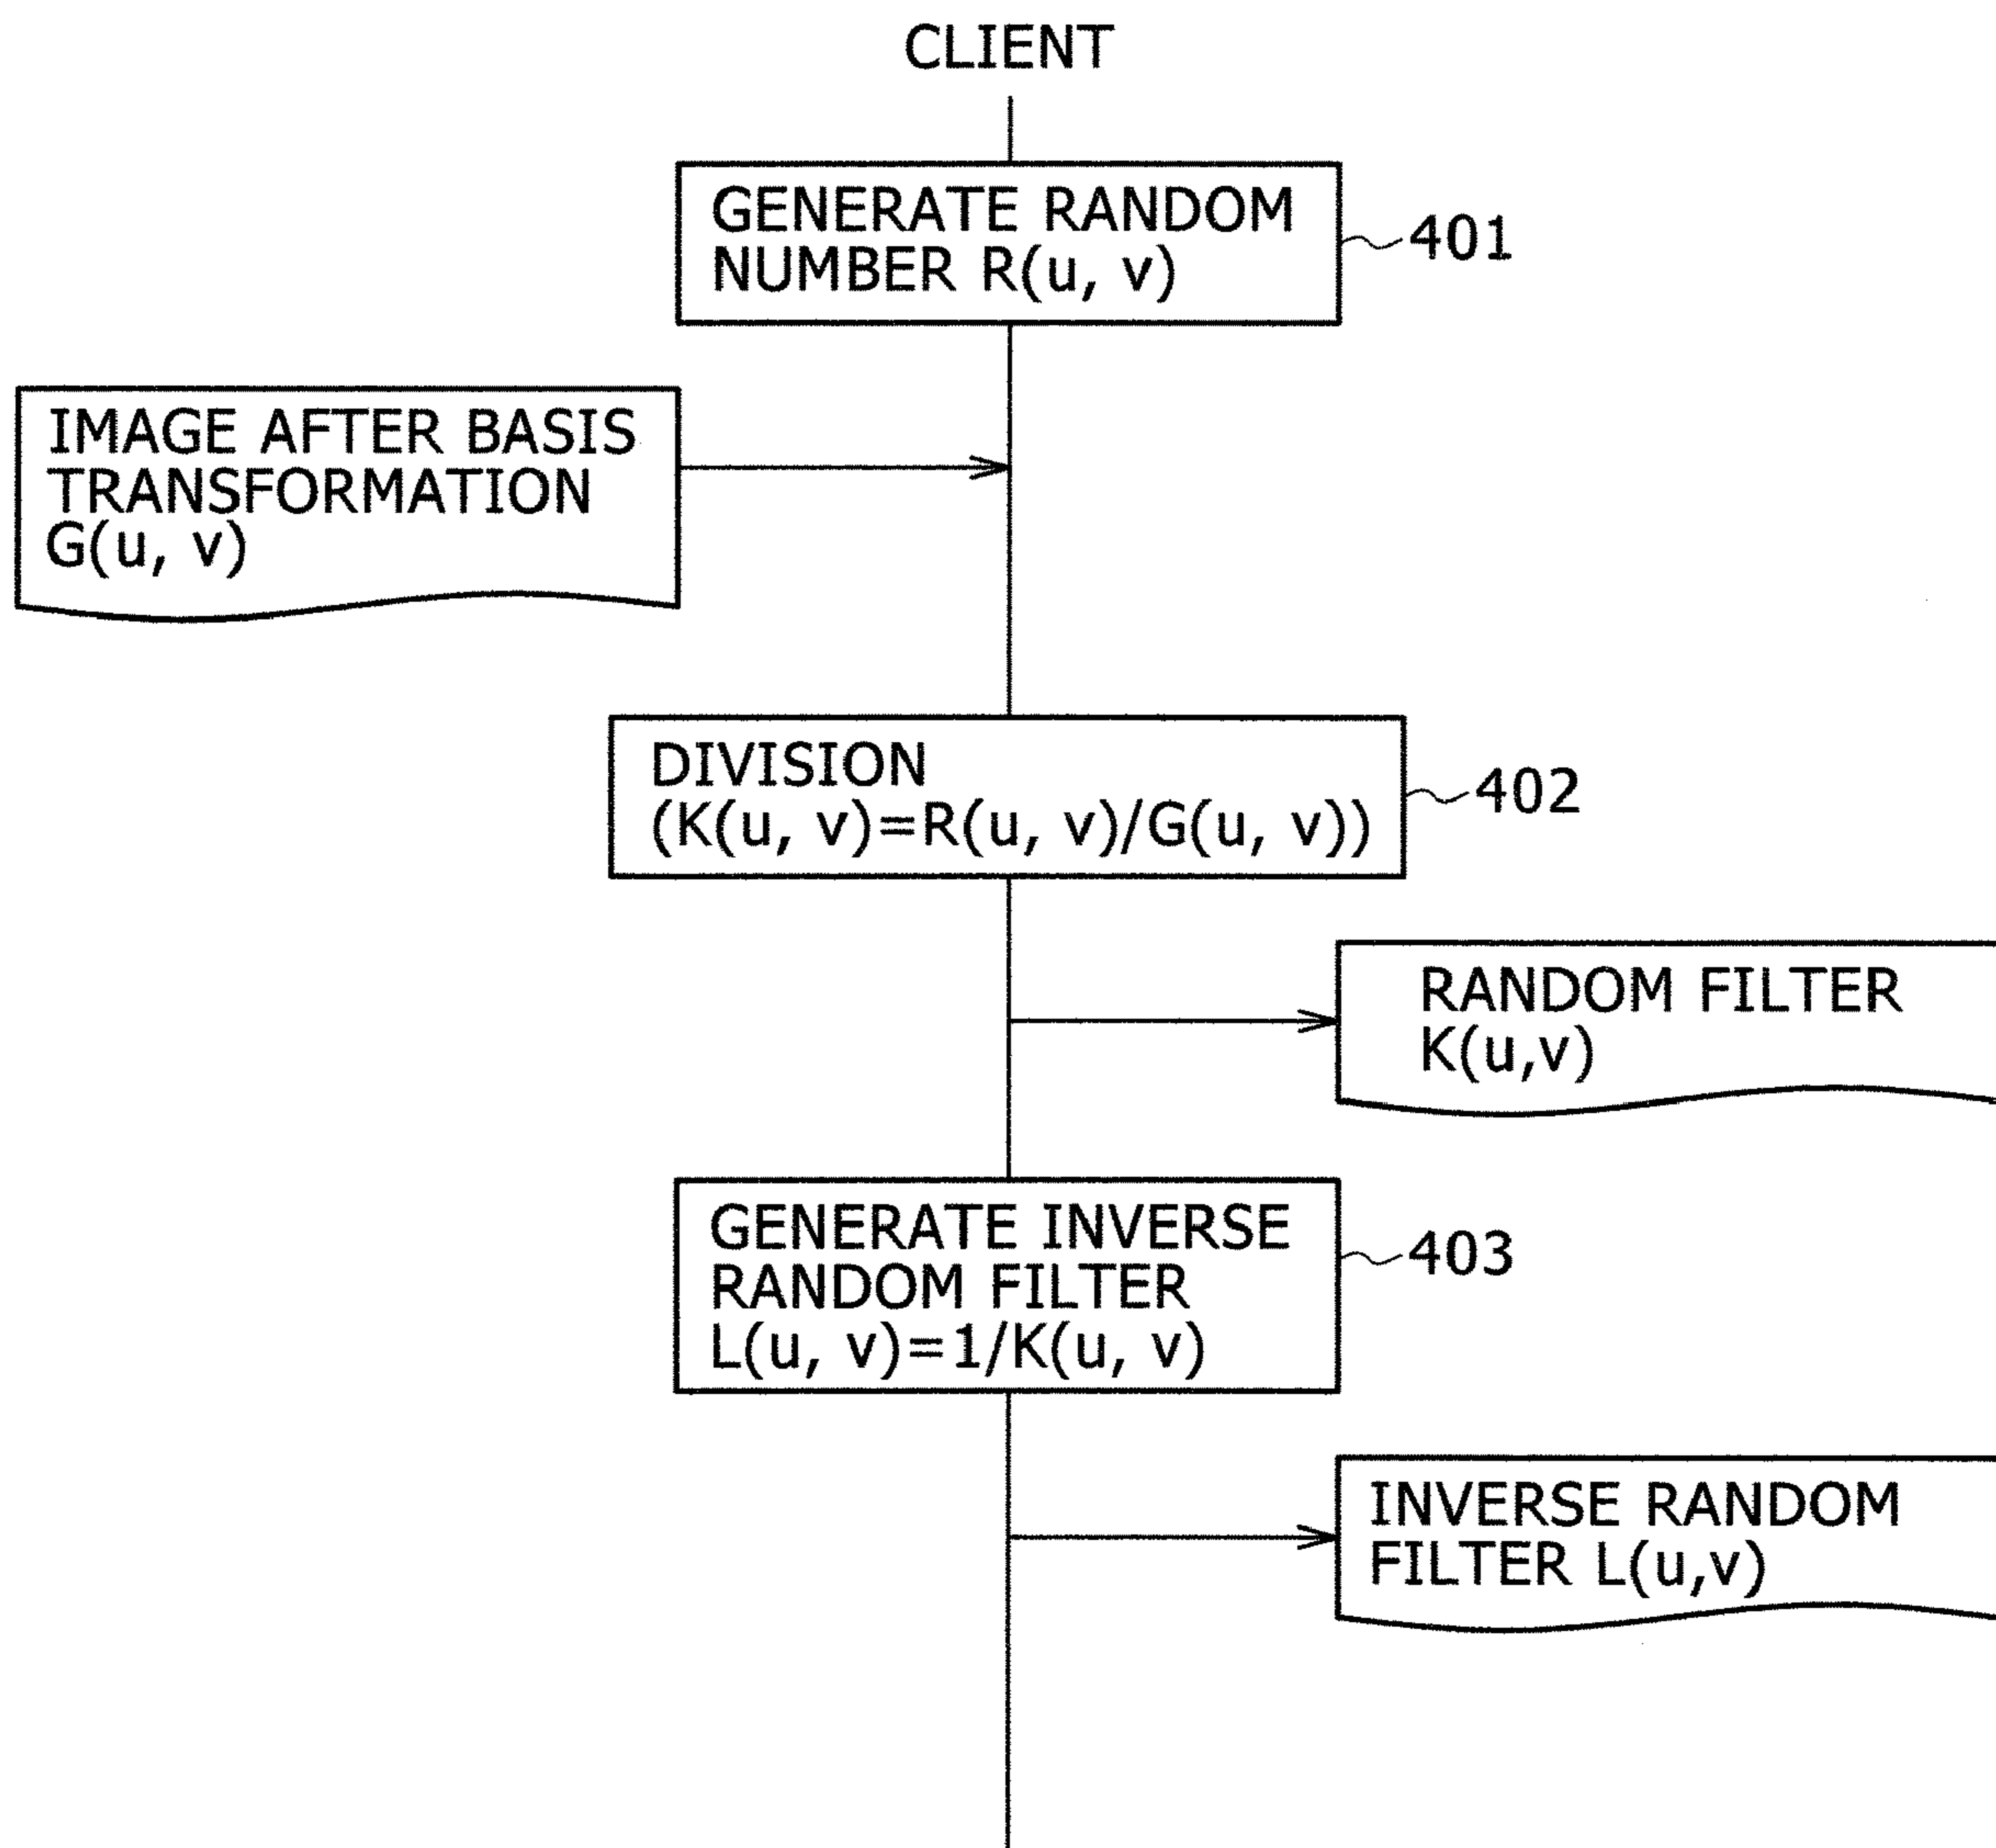 CLIENT
GENERATE RANDOM
NUMBER R(u, v)
401
IMAGE AFTER BASIS
TRANSFORMATION
G(u, v)
DIVISION
(K(u, v)=R(u, v)/G(u, v))
402
RANDOM FILTER
K(u,v)
GENERATE INVERSE
RANDOM FILTER
L(u, v)=1/K(u, v)
403
INVERSE RANDOM
FILTER L(u,v)